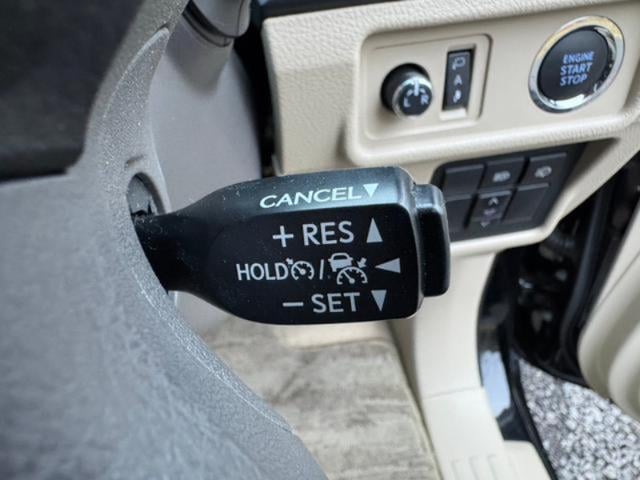 ENGINE
START
STOP
L R
A
CANCEL▼
+ RES ▲
HOLD / ◀
− SET ▼